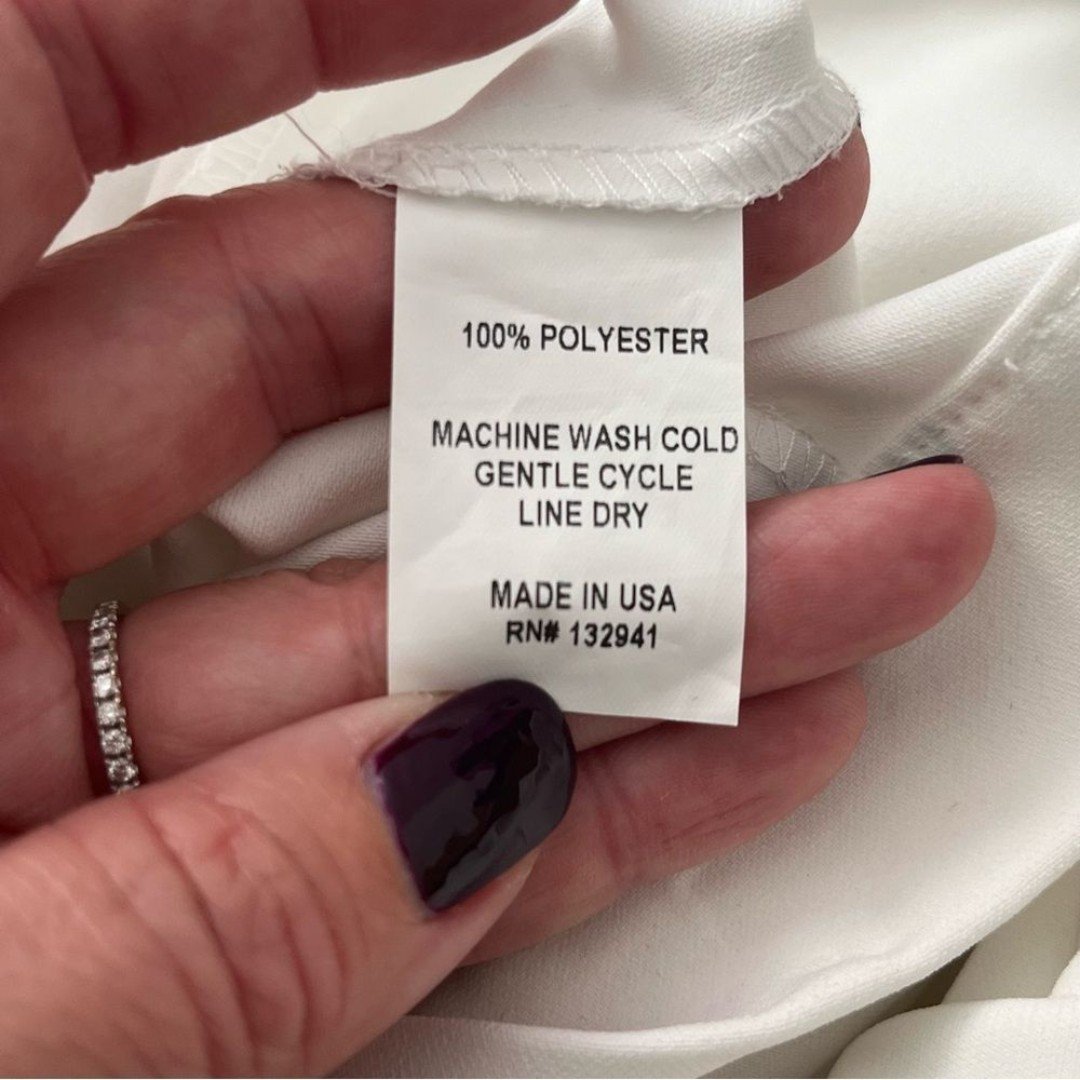 100% POLYESTER
MACHINE WASH COLD
GENTLE CYCLE
LINE DRY
MADE IN USA
RN# 132941